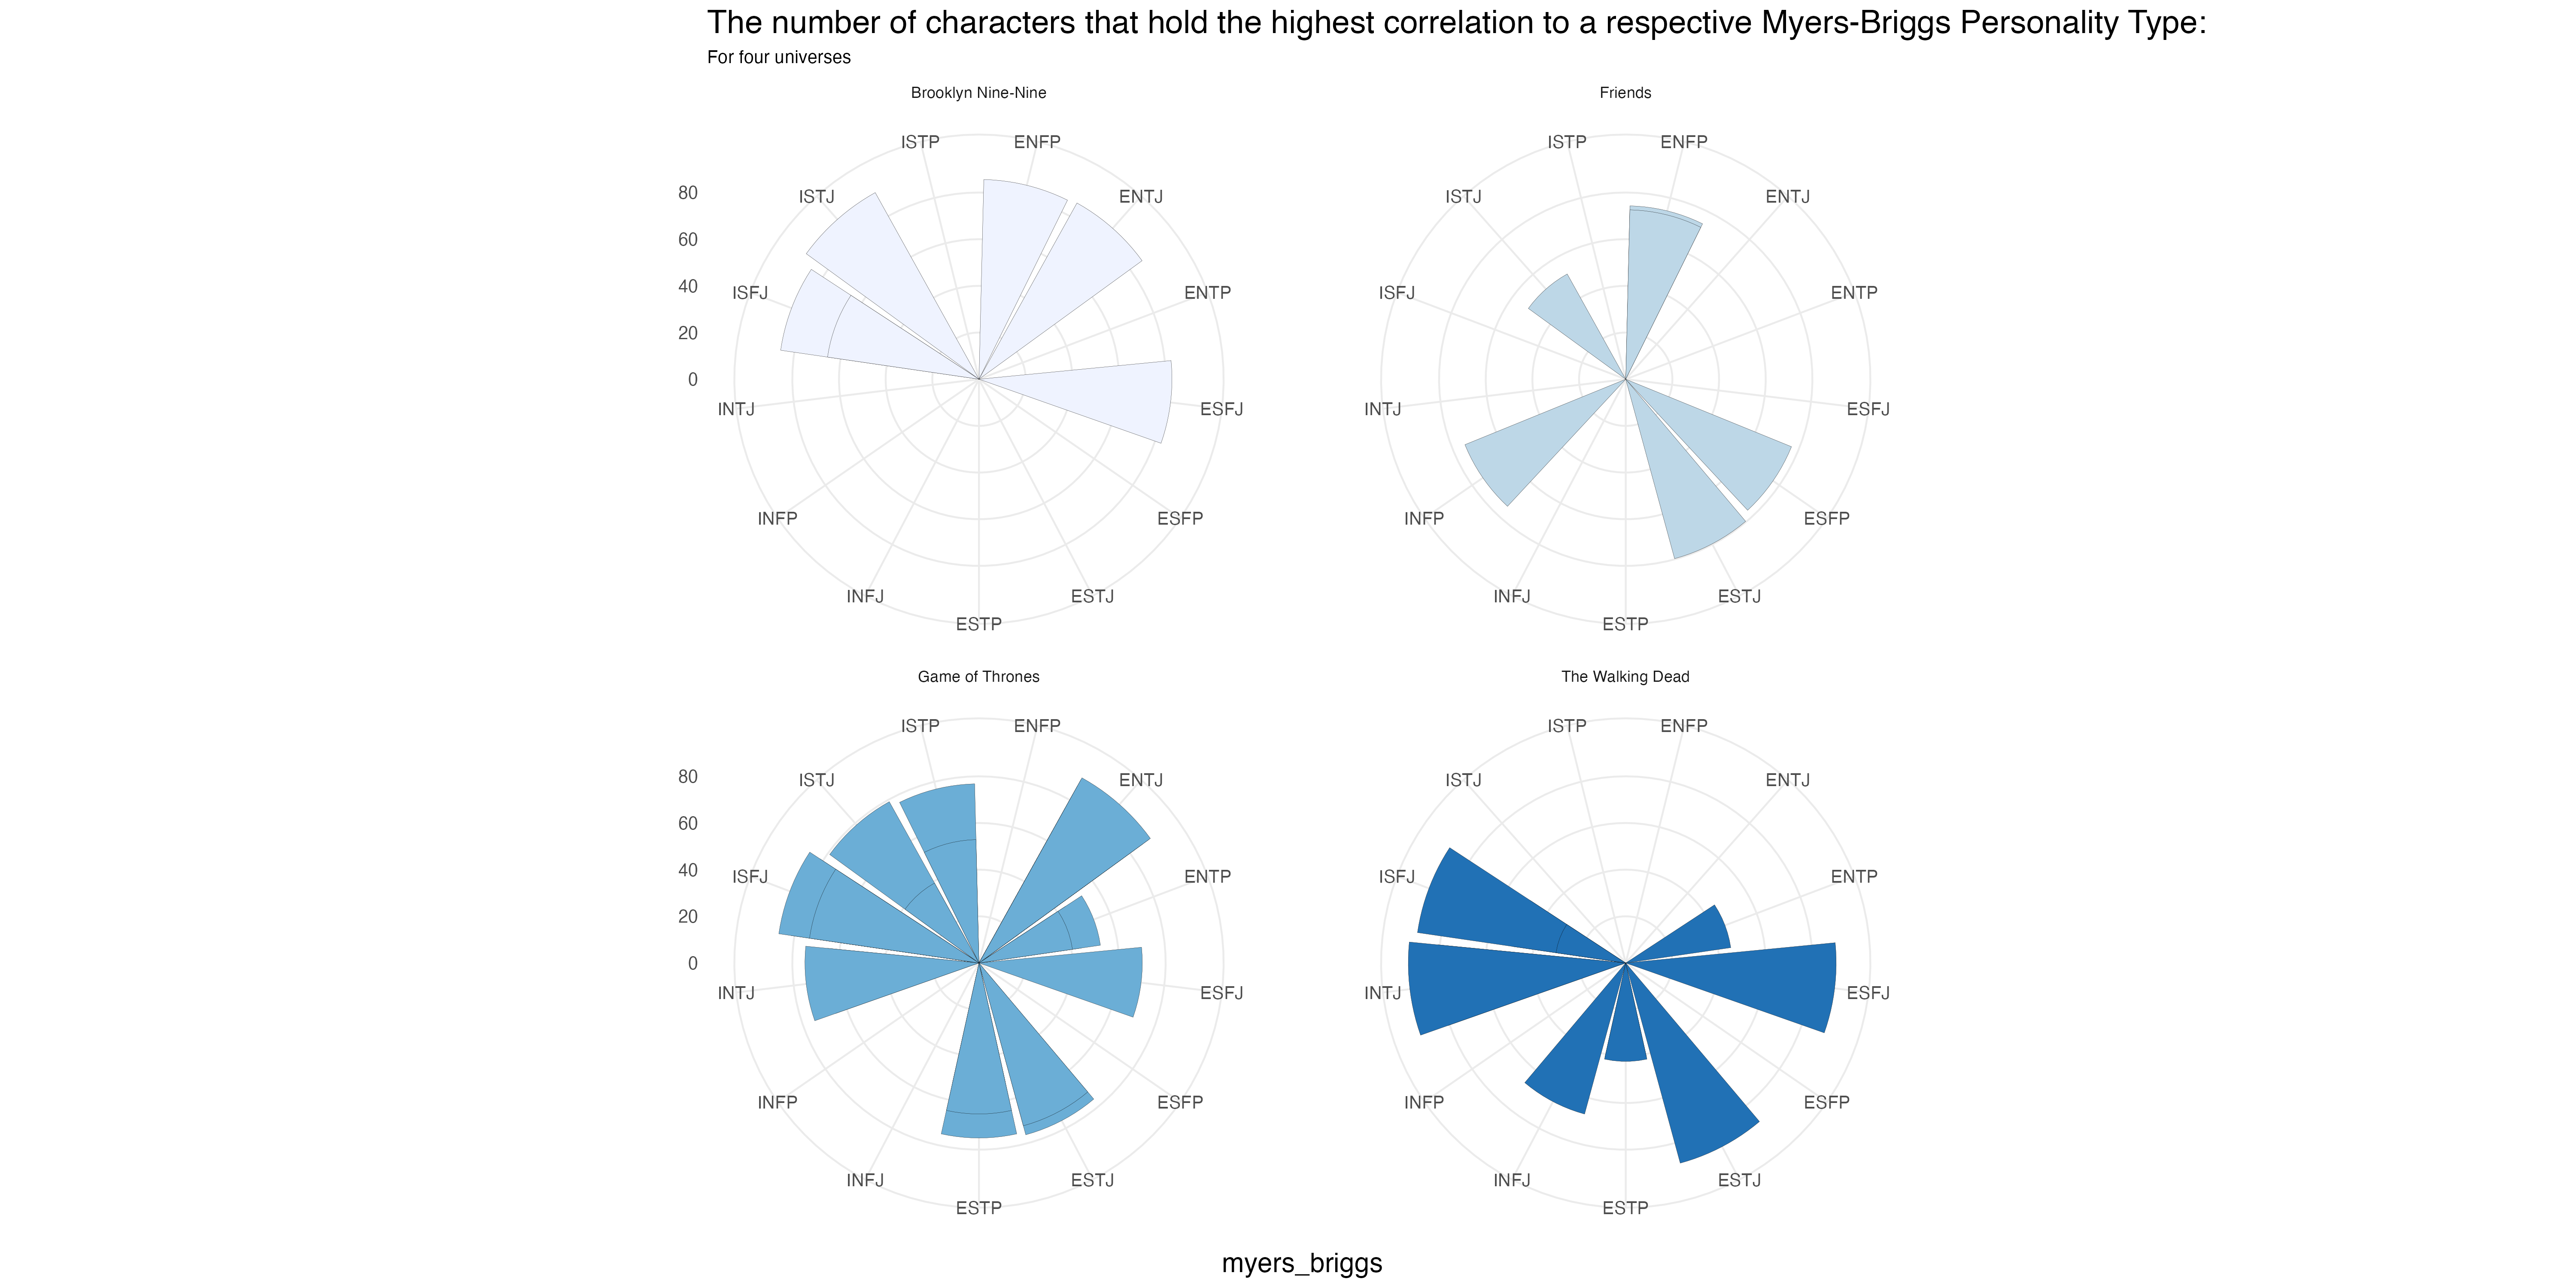 The number of characters that hold the highest correlation to a respective Myers-Briggs Personality Type:
For four universes
Brooklyn Nine-Nine
ISTP
ENFP
ISTJ
ENTJ
80
60
ISFJ
ENTP
40
20
0
INTJ
ESFJ
INFP
ESFP
INFJ
ESTJ
ESTP
Friends
ISTP
ENFP
ISTJ
ENTJ
ISFJ
ENTP
INTJ
ESFJ
INFP
ESFP
INFJ
ESTJ
ESTP
Game of Thrones
ISTP
ENFP
ISTJ
ENTJ
80
60
ISFJ
ENTP
40
20
0
INTJ
ESFJ
INFP
ESFP
INFJ
ESTJ
ESTP
The Walking Dead
ISTP
ENFP
ISTJ
ENTJ
ISFJ
ENTP
INTJ
ESFJ
INFP
ESFP
INFJ
ESTJ
ESTP
myers_briggs